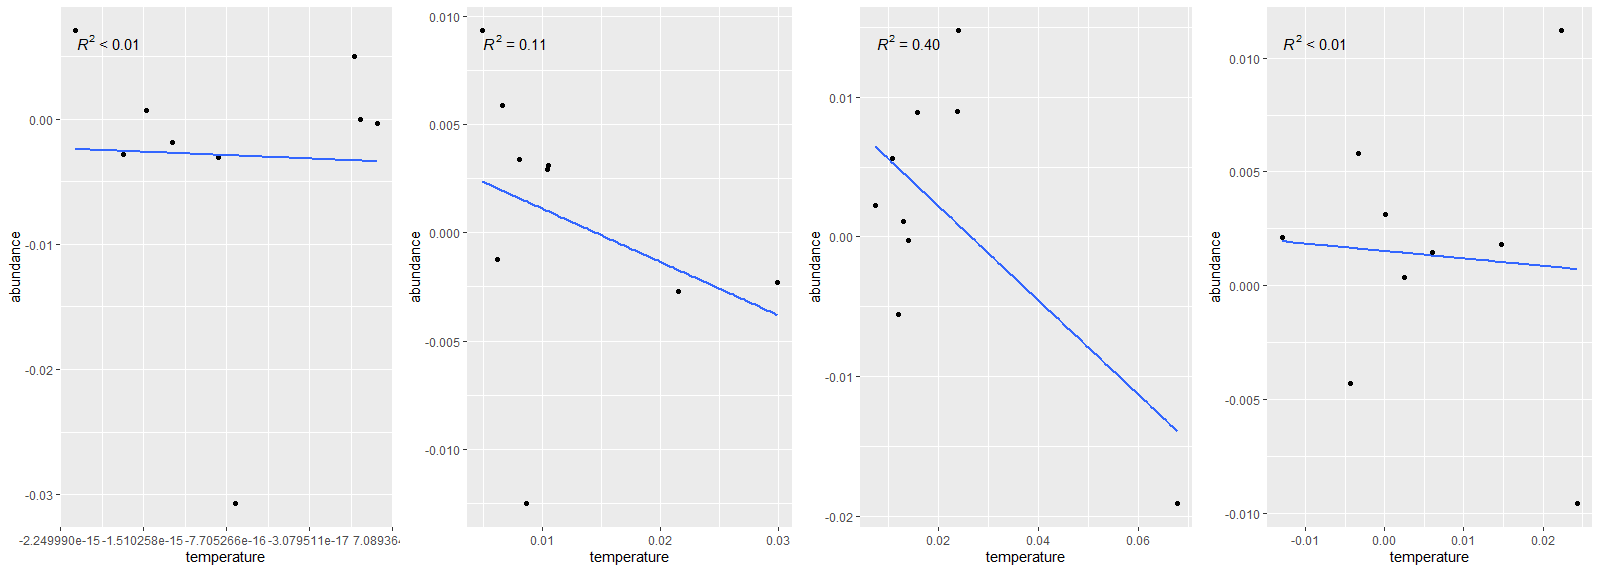 R² < 0.01
0.00
-0.01
-0.02
-0.03
abundance
-2.249990e-15 -1.510258e-15 -7.705266e-16 -3.079511e-17 7.089364
temperature
R² = 0.11
0.010
0.005
0.000
-0.005
-0.010
abundance
0.01 0.02 0.03
temperature
R² = 0.40
0.01
0.00
-0.01
-0.02
abundance
0.02 0.04 0.06
temperature
R² < 0.01
0.010
0.005
0.000
-0.005
-0.010
abundance
-0.01 0.00 0.01 0.02
temperature